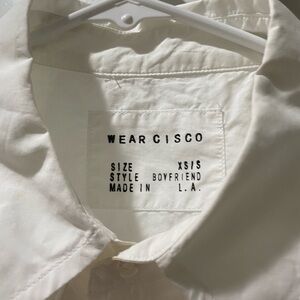 WEAR CISCO
SIZE XS/S
STYLE BOYFRIEND
MADE IN L.A.